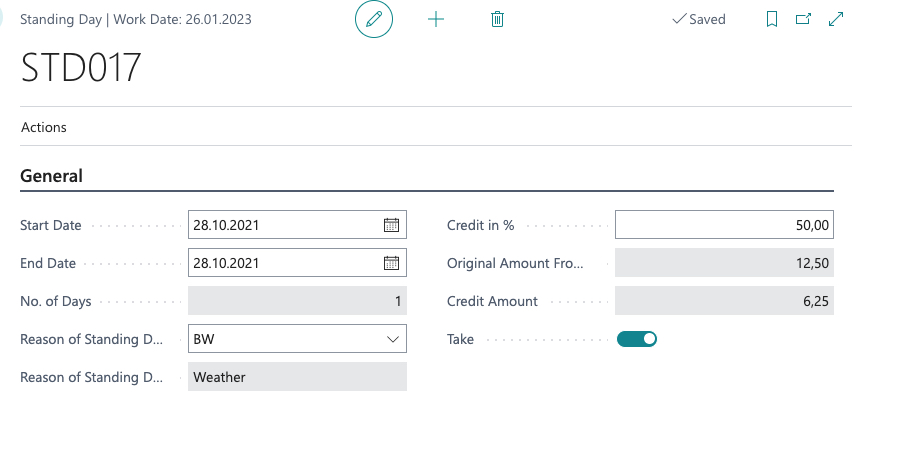 Standing Day | Work Date: 26.01.2023
Saved
STD017
Actions
General
Start Date 28.10.2021
Credit in % 50,00
End Date 28.10.2021
Original Amount Fro... 12,50
No. of Days 1
Credit Amount 6,25
Reason of Standing D... BW
Take
Reason of Standing D... Weather